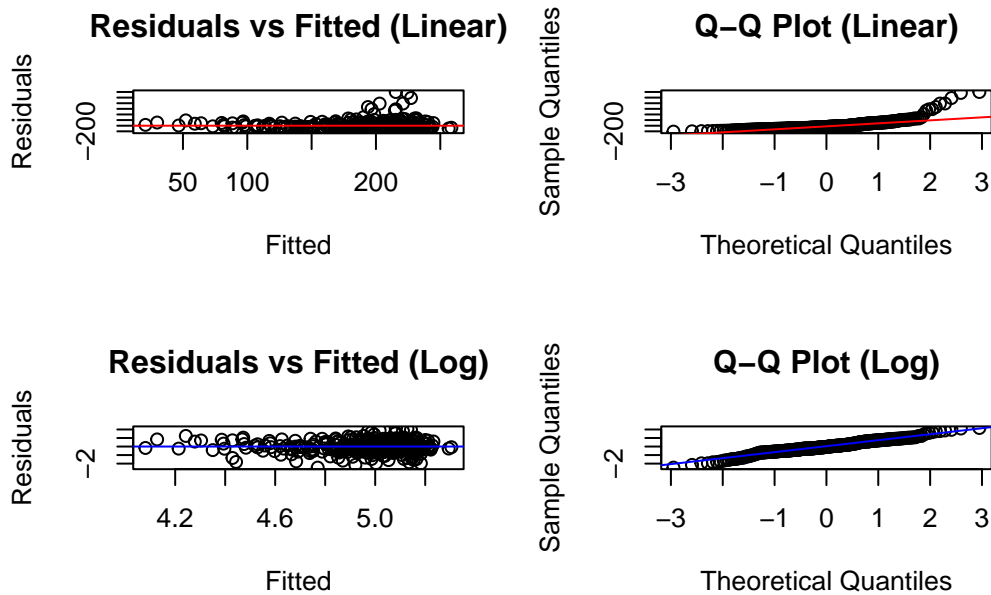 Residuals vs Fitted (Linear)
Residuals
−200
50 100 200
Fitted
Q−Q Plot (Linear)
Sample Quantiles
−200
−3 −1 0 1 2 3
Theoretical Quantiles
Residuals vs Fitted (Log)
Residuals
−2
4.2 4.6 5.0
Fitted
Q−Q Plot (Log)
Sample Quantiles
−2
−3 −1 0 1 2 3
Theoretical Quantiles